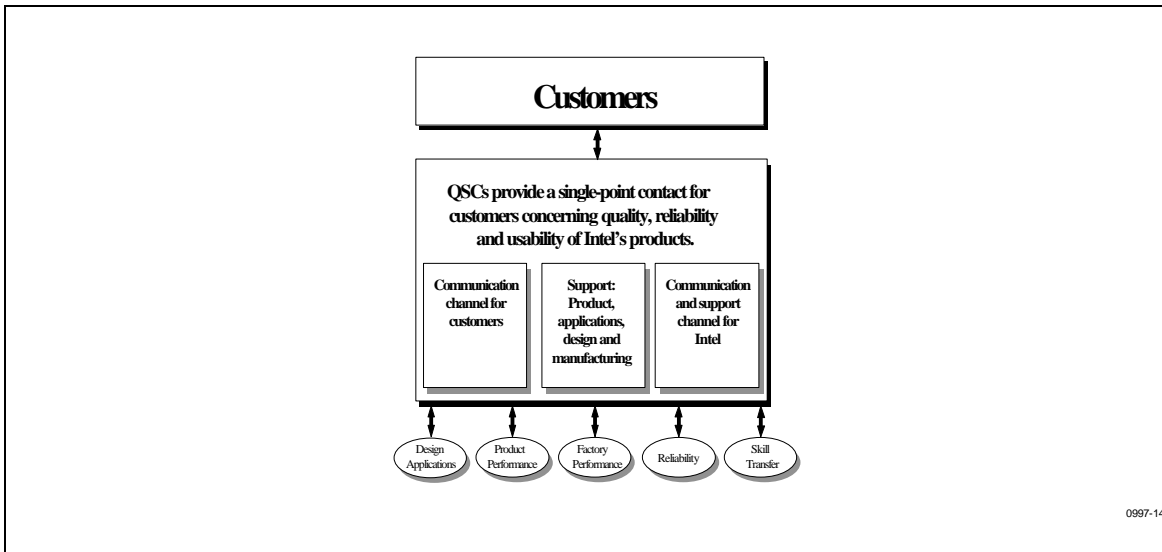 Customers
QSCs provide a single-point contact for
customers concerning quality, reliability
and usability of Intel's products.
Communication
channel for
customers
Support:
Product,
applications,
design and
manufacturing
Communication
and support
channel for
Intel
Design
Applications
Product
Performance
Factory
Performance
Reliability
Skill
Transfer
0997-14